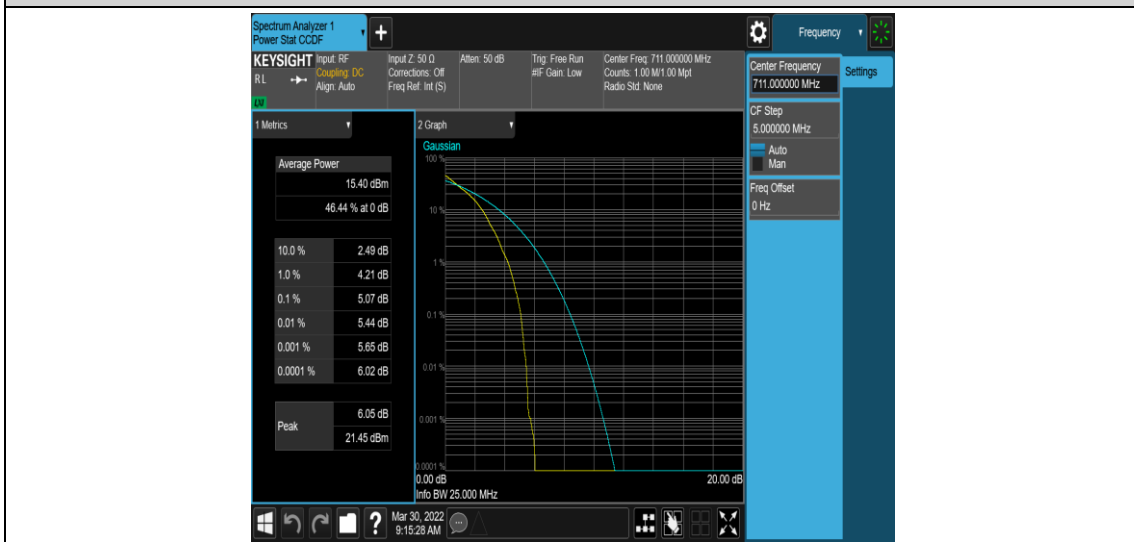 Spectrum Analyzer 1
Power Stat CCDF
+
Frequency
KEYSIGHT
RL
LXI
Input: RF
Coupling: DC
Align: Auto
Input Z: 50 Ω
Corrections: Off
Freq Ref: Int (S)
Atten: 50 dB
Trig: Free Run
#IF Gain: Low
Center Freq: 711.000000 MHz
Counts: 1.00 M/1.00 Mpt
Radio Std: None
Center Frequency
711.000000 MHz
Settings
CF Step
5.000000 MHz
Auto
Man
Freq Offset
0 Hz
1 Metrics
Average Power
15.40 dBm
46.44 % at 0 dB
10.0 % 2.49 dB
1.0 % 4.21 dB
0.1 % 5.07 dB
0.01 % 5.44 dB
0.001 % 5.65 dB
0.0001 % 6.02 dB
Peak
6.05 dB
21.45 dBm
2 Graph
Gaussian
100 %
10 %
1 %
0.1 %
0.01 %
0.001 %
0.0001 %
0.00 dB 20.00 dB
Info BW 25.000 MHz
?
Mar 30, 2022
9:15:28 AM